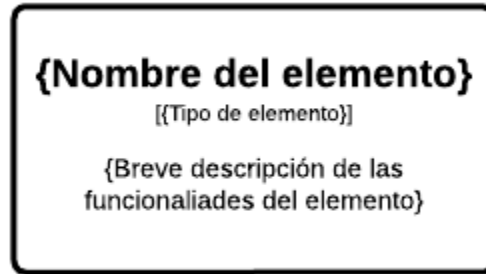 {Nombre del elemento}
[{Tipo de elemento}]
{Breve descripción de las
funcionaliades del elemento}